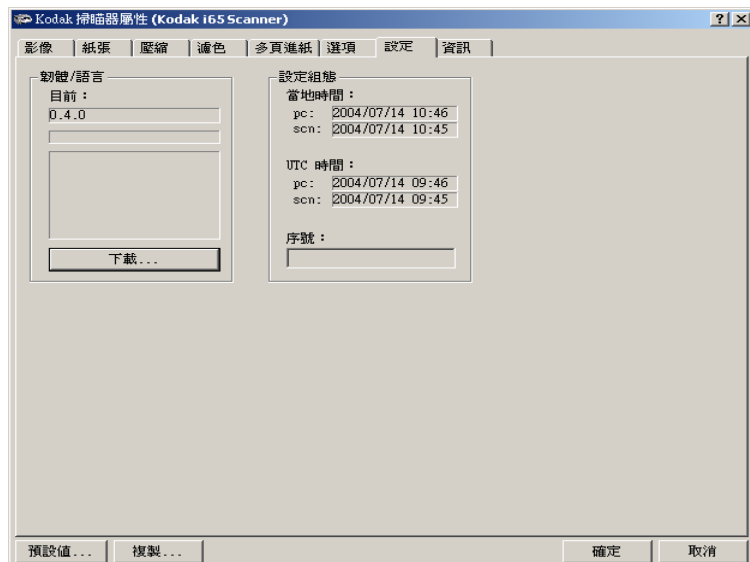 Kodak 掃瞄器屬性 (Kodak i65 Scanner)
影像 紙張 壓縮 濾色 多頁進紙 選項 設定 資訊
韌體/語言
目前：
0.4.0
下載...
設定組態
當地時間：
pc: 2004/07/14 10:46
scn: 2004/07/14 10:45
UTC 時間：
pc: 2004/07/14 09:46
scn: 2004/07/14 09:45
序號：
預設值... 複製... 確定 取消